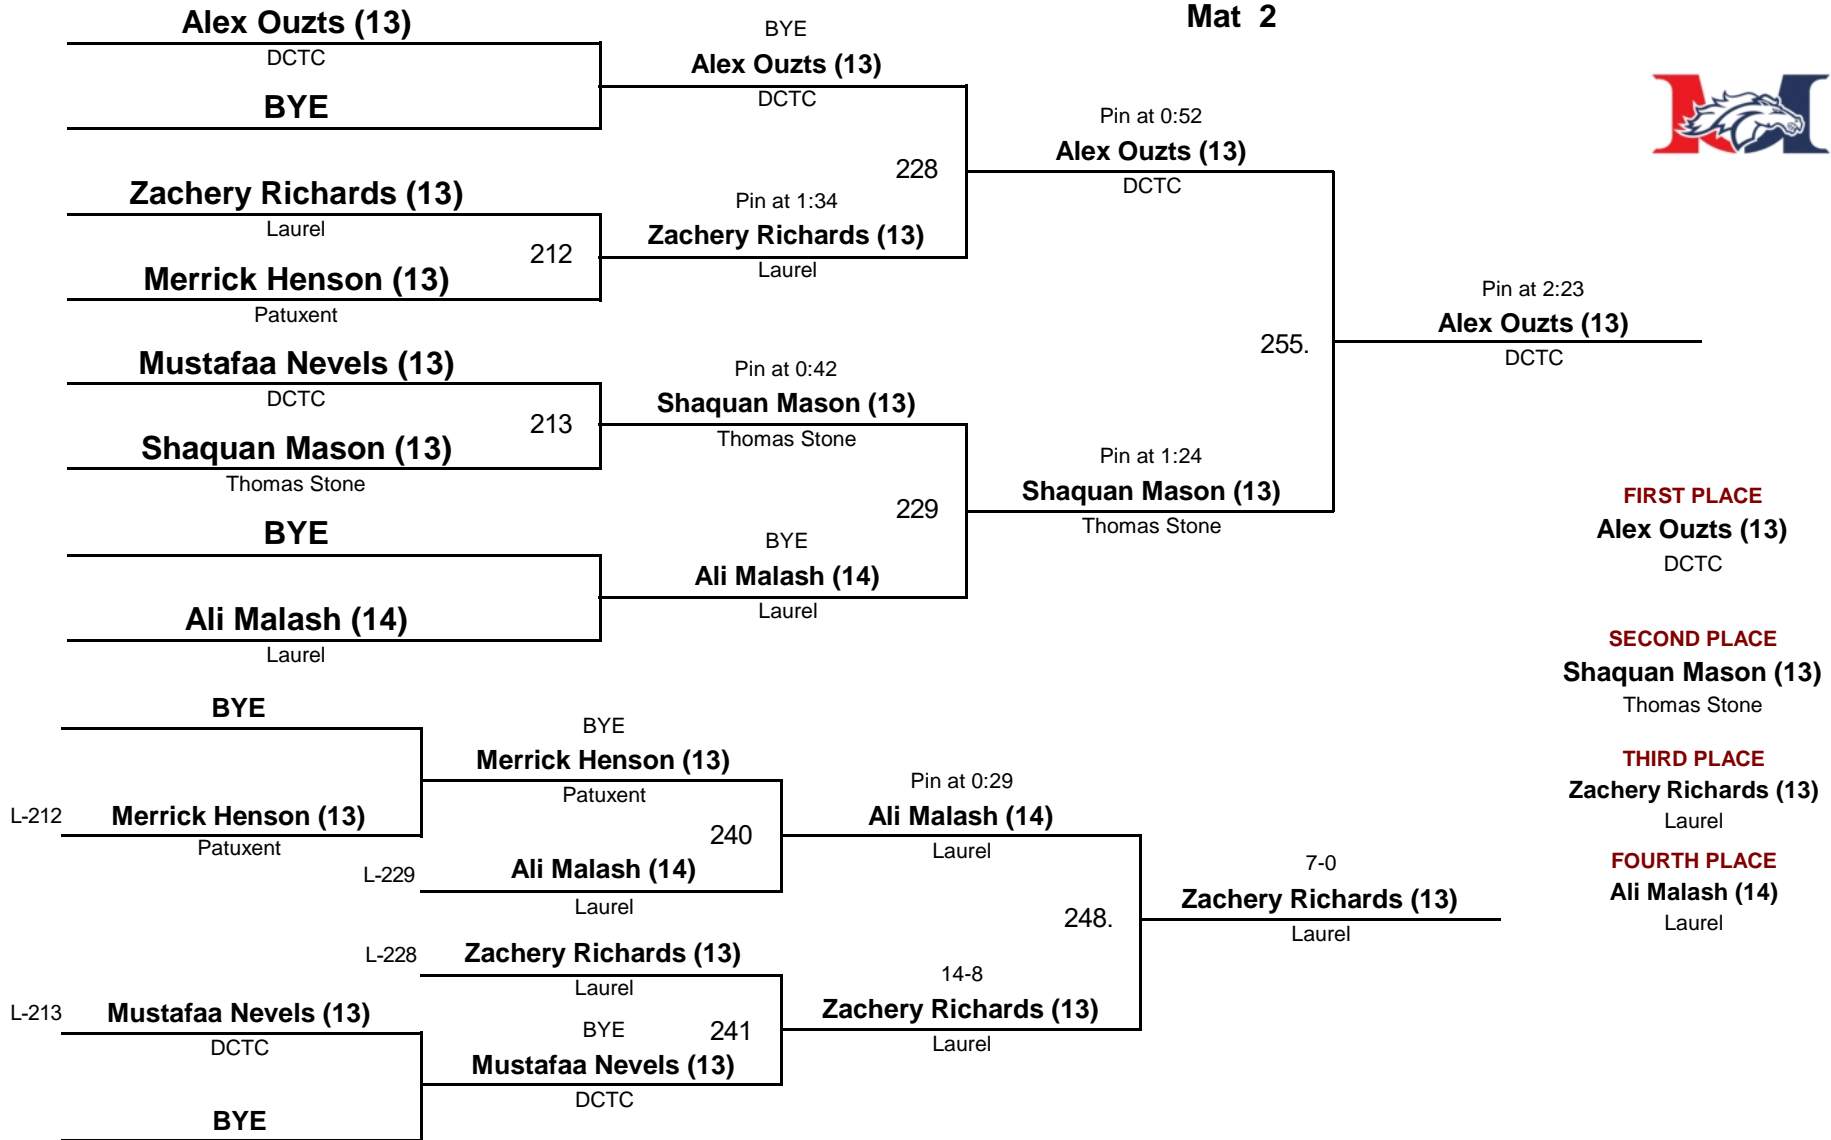 Mat 2
Alex Ouzts (13)
DCTC
BYE
Zachery Richards (13)
Laurel
212
Merrick Henson (13)
Patuxent
Mustafaa Nevels (13)
DCTC
213
Shaquan Mason (13)
Thomas Stone
BYE
Ali Malash (14)
Laurel
BYE
Alex Ouzts (13)
DCTC
228
Pin at 1:34
Zachery Richards (13)
Laurel
Pin at 0:42
Shaquan Mason (13)
Thomas Stone
229
BYE
Ali Malash (14)
Laurel
Pin at 0:52
Alex Ouzts (13)
DCTC
255.
Pin at 1:24
Shaquan Mason (13)
Thomas Stone
Pin at 2:23
Alex Ouzts (13)
DCTC
FIRST PLACE
Alex Ouzts (13)
DCTC
SECOND PLACE
Shaquan Mason (13)
Thomas Stone
THIRD PLACE
Zachery Richards (13)
Laurel
FOURTH PLACE
Ali Malash (14)
Laurel
BYE
L-212 Merrick Henson (13)
Patuxent
BYE
Merrick Henson (13)
Patuxent
240
L-229 Ali Malash (14)
Laurel
L-228 Zachery Richards (13)
Laurel
L-213 Mustafaa Nevels (13)
DCTC
BYE
BYE 241
Mustafaa Nevels (13)
DCTC
Pin at 0:29
Ali Malash (14)
Laurel
248.
14-8
Zachery Richards (13)
Laurel
7-0
Zachery Richards (13)
Laurel
M